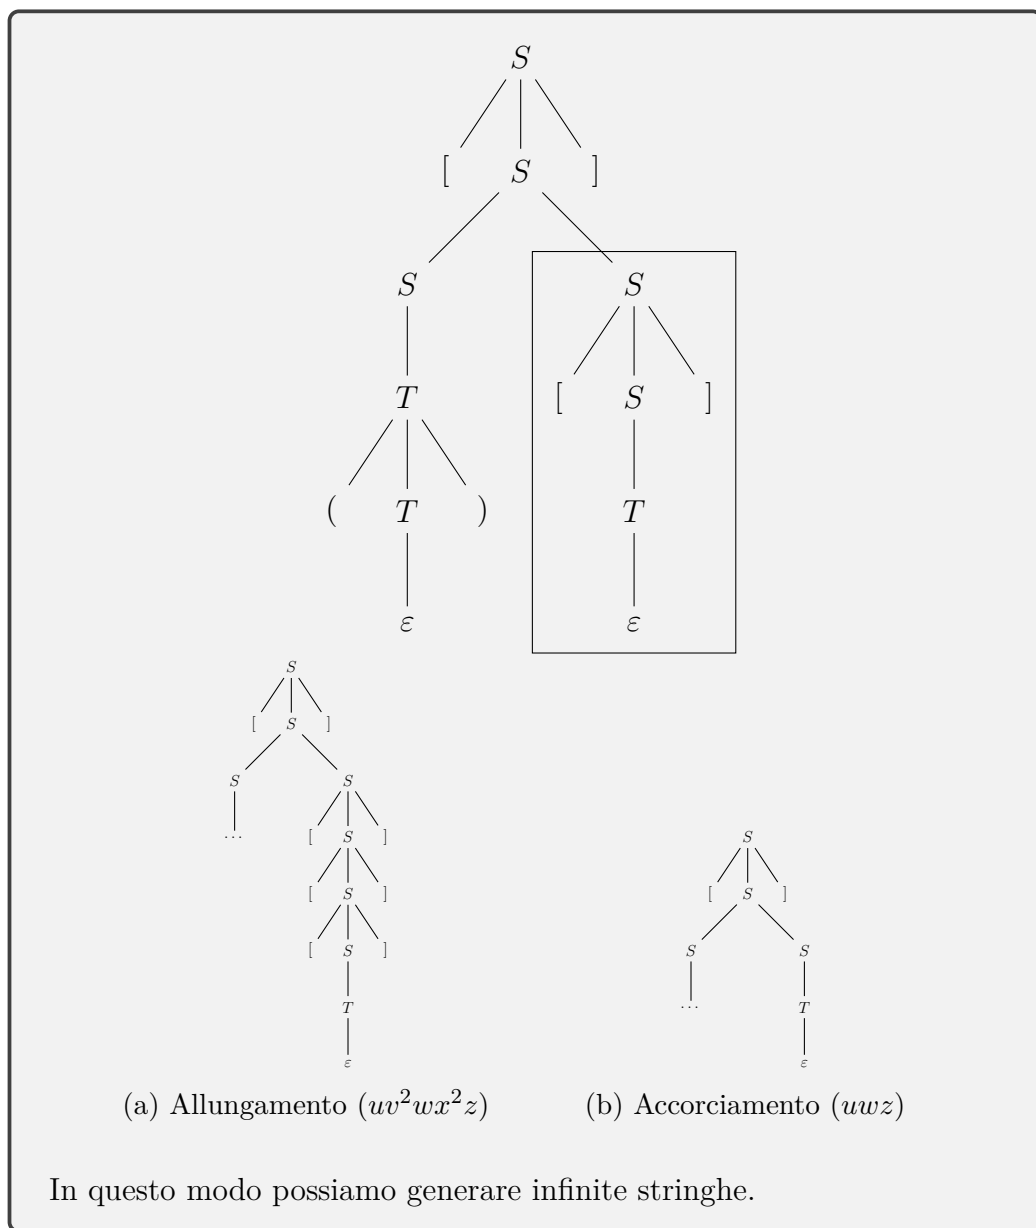 S
[ S ]
S S
T [ S ]
( T ) T
ε ε
S
[ S ]
S S
... [ S ]
[ S ]
[ S ]
T
ε
S
[ S ]
S S
... T
ε
(a) Allungamento (uv²wx²z)
(b) Accorciamento (uwz)
In questo modo possiamo generare infinite stringhe.